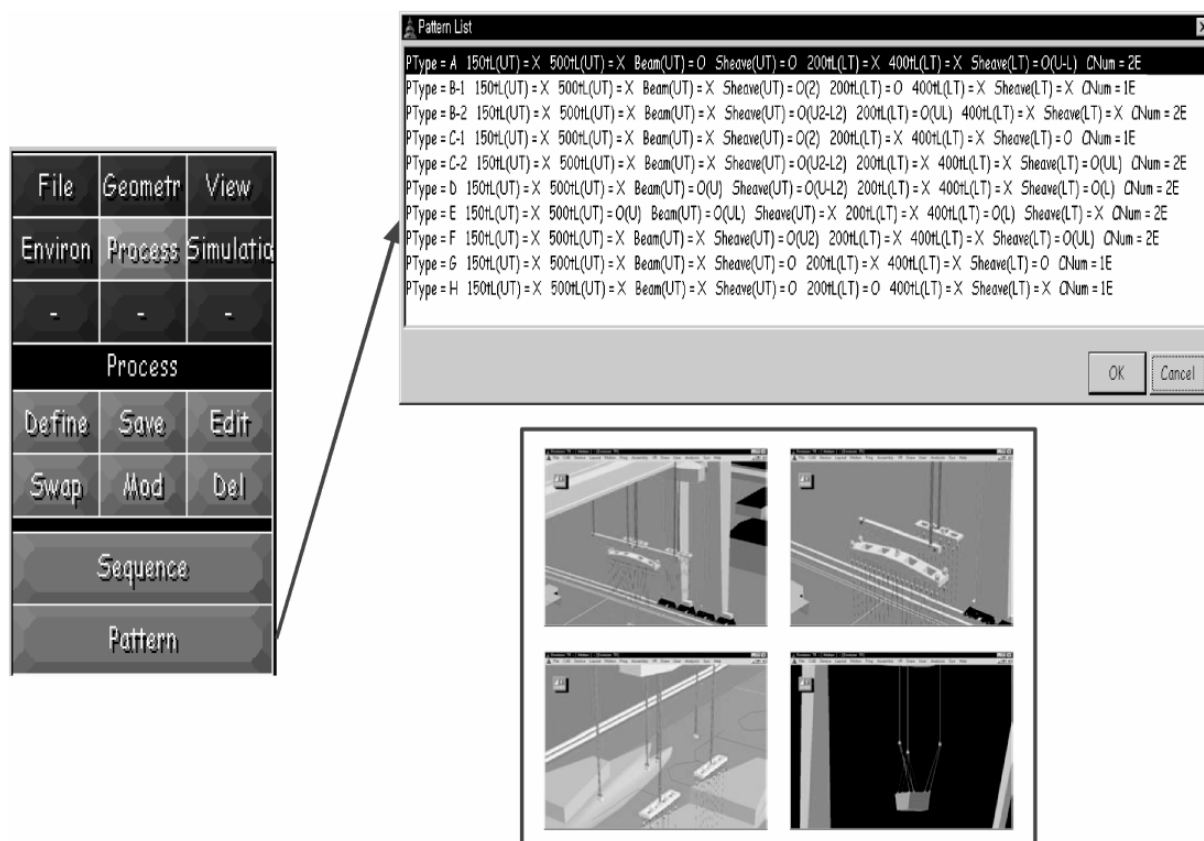 Pattern List
PType = A 150tL(UT) = X 500tL(UT) = X Beam(UT) = O Sheave(UT) = O 200tL(LT) = X 400tL(LT) = X Sheave(LT) = O(U-L) CNum = 2E
PType = B-1 150tL(UT) = X 500tL(UT) = X Beam(UT) = X Sheave(UT) = O(2) 200tL(LT) = O 400tL(LT) = X Sheave(LT) = X CNum = 1E
PType = B-2 150tL(UT) = X 500tL(UT) = X Beam(UT) = X Sheave(UT) = O(U2-L2) 200tL(LT) = O(UL) 400tL(LT) = X Sheave(LT) = X CNum = 2E
PType = C-1 150tL(UT) = X 500tL(UT) = X Beam(UT) = X Sheave(UT) = O(2) 200tL(LT) = X 400tL(LT) = X Sheave(LT) = O CNum = 1E
PType = C-2 150tL(UT) = X 500tL(UT) = X Beam(UT) = X Sheave(UT) = O(U2-L2) 200tL(LT) = X 400tL(LT) = X Sheave(LT) = O(UL) CNum = 2E
PType = D 150tL(UT) = X 500tL(UT) = X Beam(UT) = O(U) Sheave(UT) = O(U-L2) 200tL(LT) = X 400tL(LT) = X Sheave(LT) = O(L) CNum = 2E
PType = E 150tL(UT) = X 500tL(UT) = O(U) Beam(UT) = O(UL) Sheave(UT) = X 200tL(LT) = X 400tL(LT) = O(L) Sheave(LT) = X CNum = 2E
PType = F 150tL(UT) = X 500tL(UT) = X Beam(UT) = X Sheave(UT) = O(U2) 200tL(LT) = X 400tL(LT) = X Sheave(LT) = O(UL) CNum = 2E
PType = G 150tL(UT) = X 500tL(UT) = X Beam(UT) = X Sheave(UT) = O 200tL(LT) = X 400tL(LT) = X Sheave(LT) = O CNum = 1E
PType = H 150tL(UT) = X 500tL(UT) = X Beam(UT) = X Sheave(UT) = O 200tL(LT) = O 400tL(LT) = X Sheave(LT) = X CNum = 1E
OK Cancel
File Geometr View
Environ Process Simulatio
- - -
Process
Define Save Edit
Swap Mod Del
Sequence
Pattern